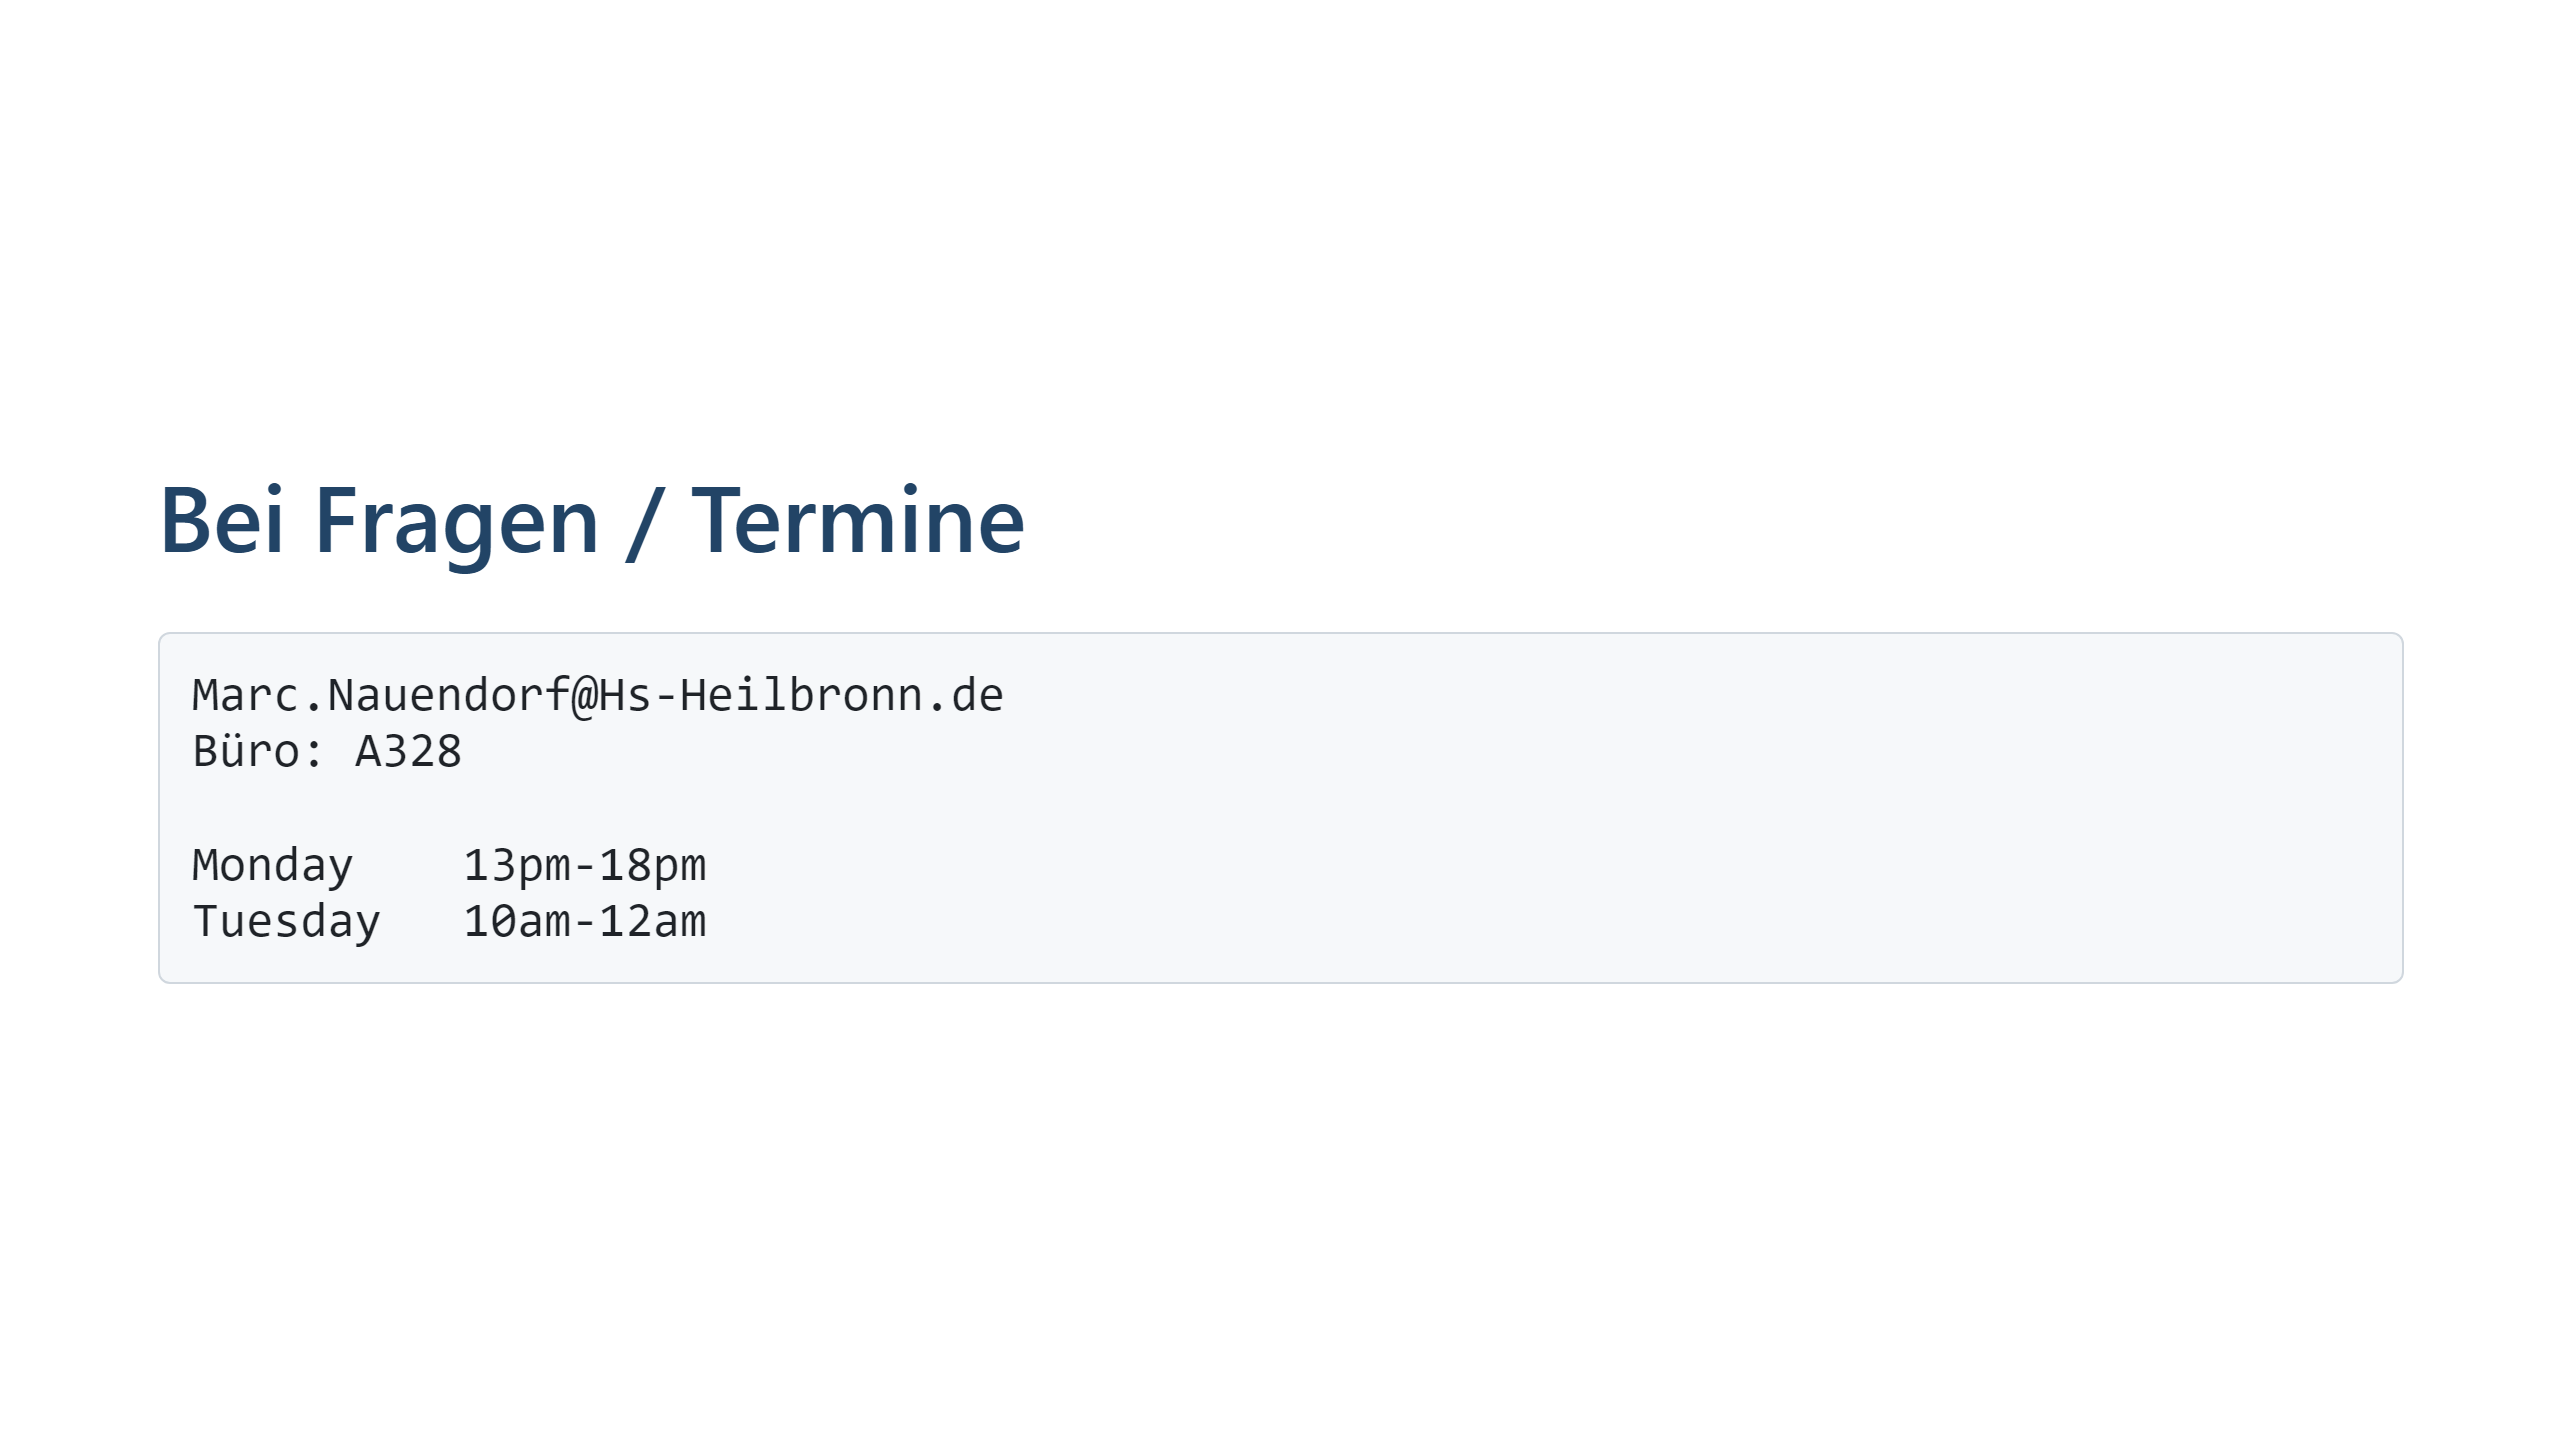 Bei Fragen / Termine
Marc.Nauendorf@Hs-Heilbronn.de
Büro: A328
Monday    13pm-18pm
Tuesday   10am-12am